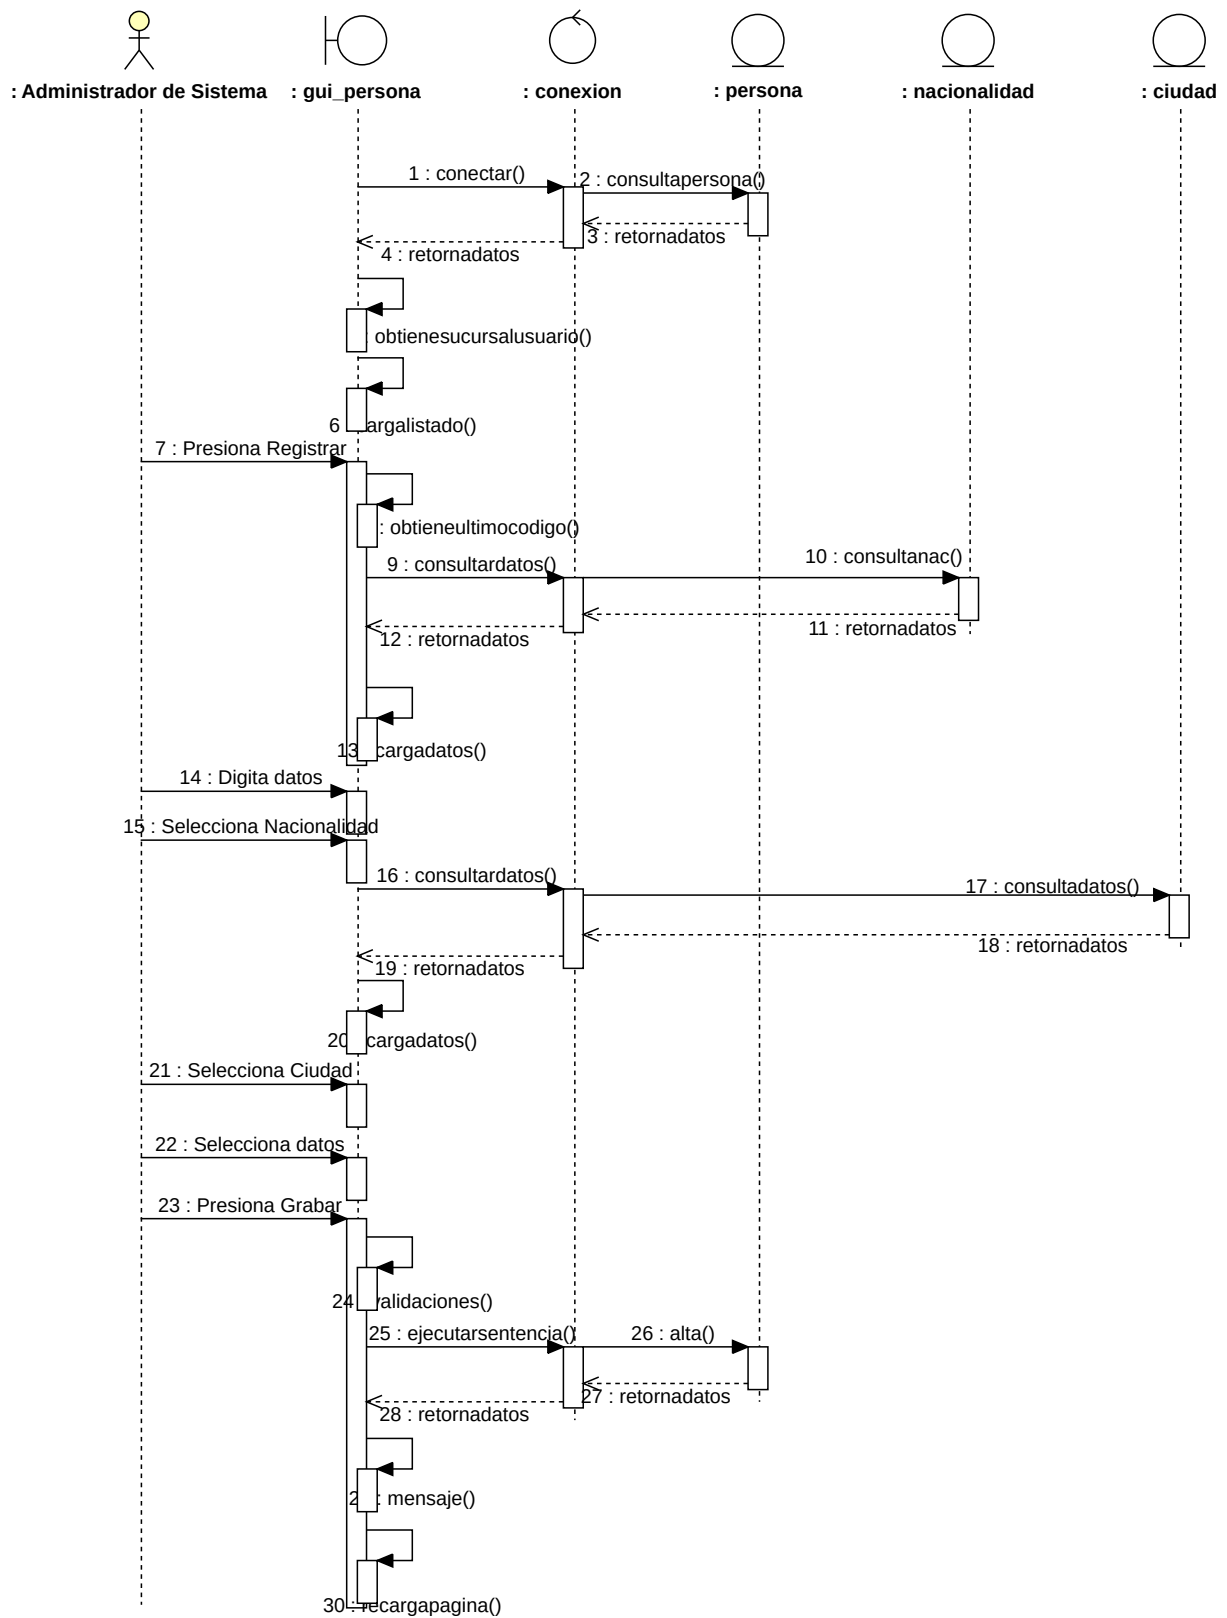 : Administrador de Sistema
: gui_persona
: conexion
: persona
: nacionalidad
: ciudad
1 : conectar()
2 : consultapersona()
3 : retornadatos
4 : retornadatos
: obtienesucursalusuario()
6 argalistado()
7 : Presiona Registrar
: obtieneultimocodigo()
9 : consultardatos()
10 : consultanac()
11 : retornadatos
12 : retornadatos
13 cargadatos()
14 : Digita datos
15 : Selecciona Nacionalidad
16 : consultardatos()
17 : consultadatos()
18 : retornadatos
19 : retornadatos
20 cargadatos()
21 : Selecciona Ciudad
22 : Selecciona datos
23 : Presiona Grabar
24 validaciones()
25 : ejecutarsentencia()
26 : alta()
27 : retornadatos
28 : retornadatos
2 : mensaje()
30 : recargapagina()